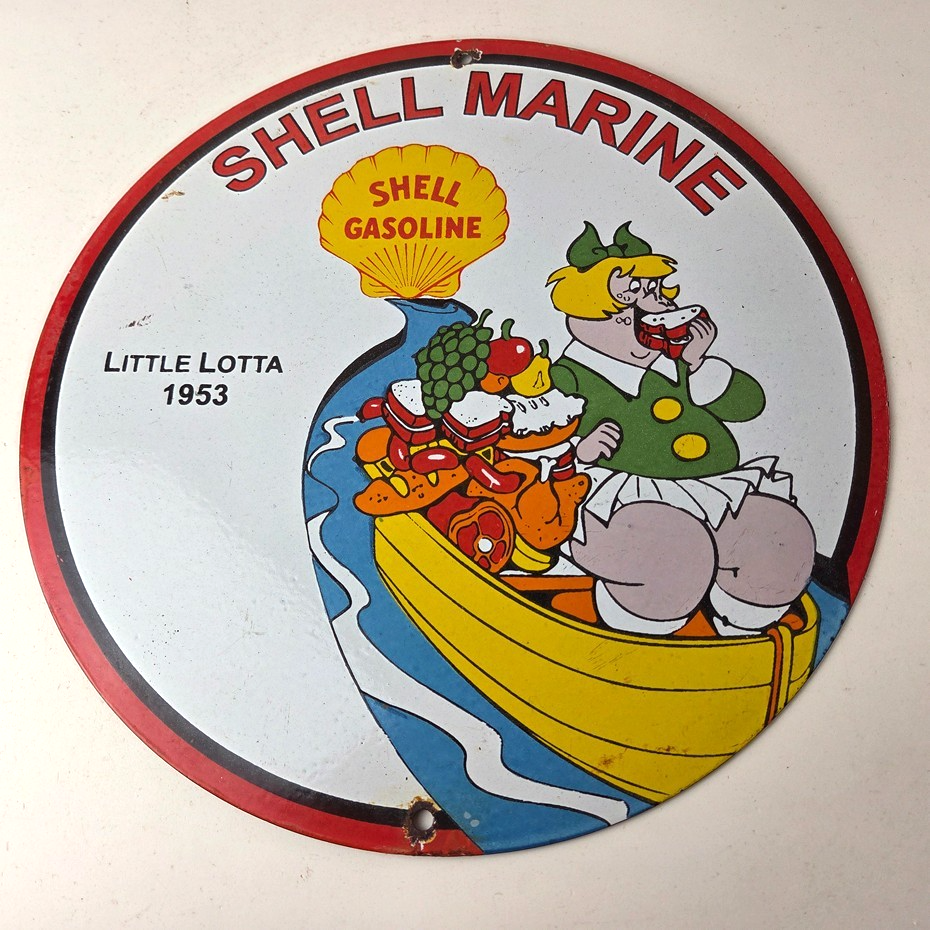 SHELL MARINE
SHELL
GASOLINE
LITTLE LOTTA
1953